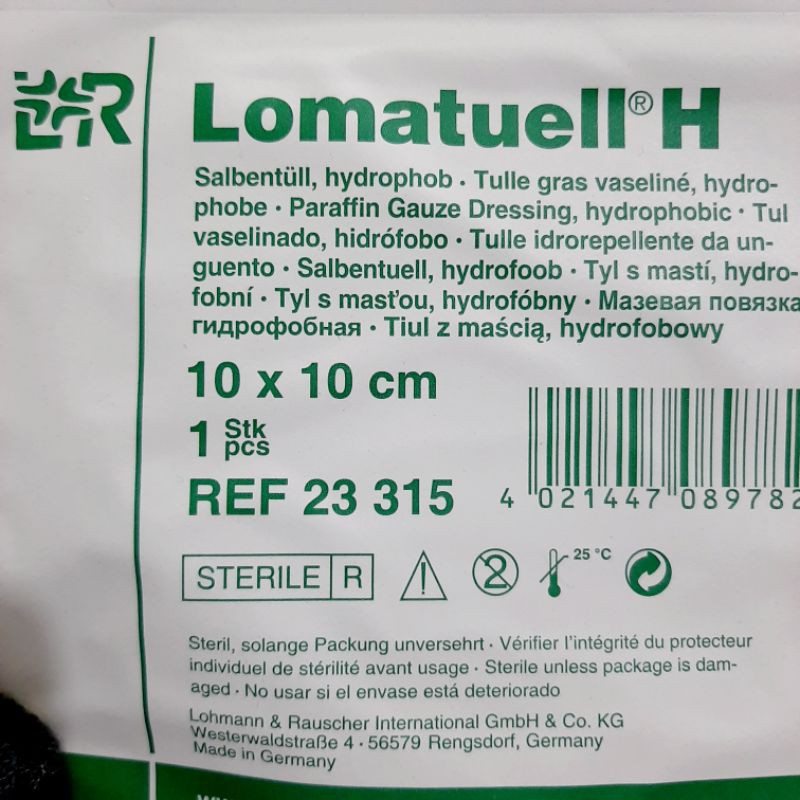 L&R
Lomatuell® H
Salbentüll, hydrophob · Tulle gras vaseliné, hydro-
phobe · Paraffin Gauze Dressing, hydrophobic · Tul
vaselinado, hidrófobo · Tulle idrorepellente da un-
guento · Salbentuell, hydrofoob · Tyl s mastí, hydro-
fobní · Tyl s masťou, hydrofóbny · Мазевая повязка
гидрофобная · Tiul z maścią, hydrofobowy
10 x 10 cm
1 Stk
pcs
REF 23 315
4 021447 089782
STERILE R
2
25 °C
Steril, solange Packung unversehrt · Vérifier l'intégrité du protecteur
individuel de stérilité avant usage · Sterile unless package is dam-
aged · No usar si el envase está deteriorado
Lohmann & Rauscher International GmbH & Co. KG
Westerwaldstraße 4 · 56579 Rengsdorf, Germany
Made in Germany